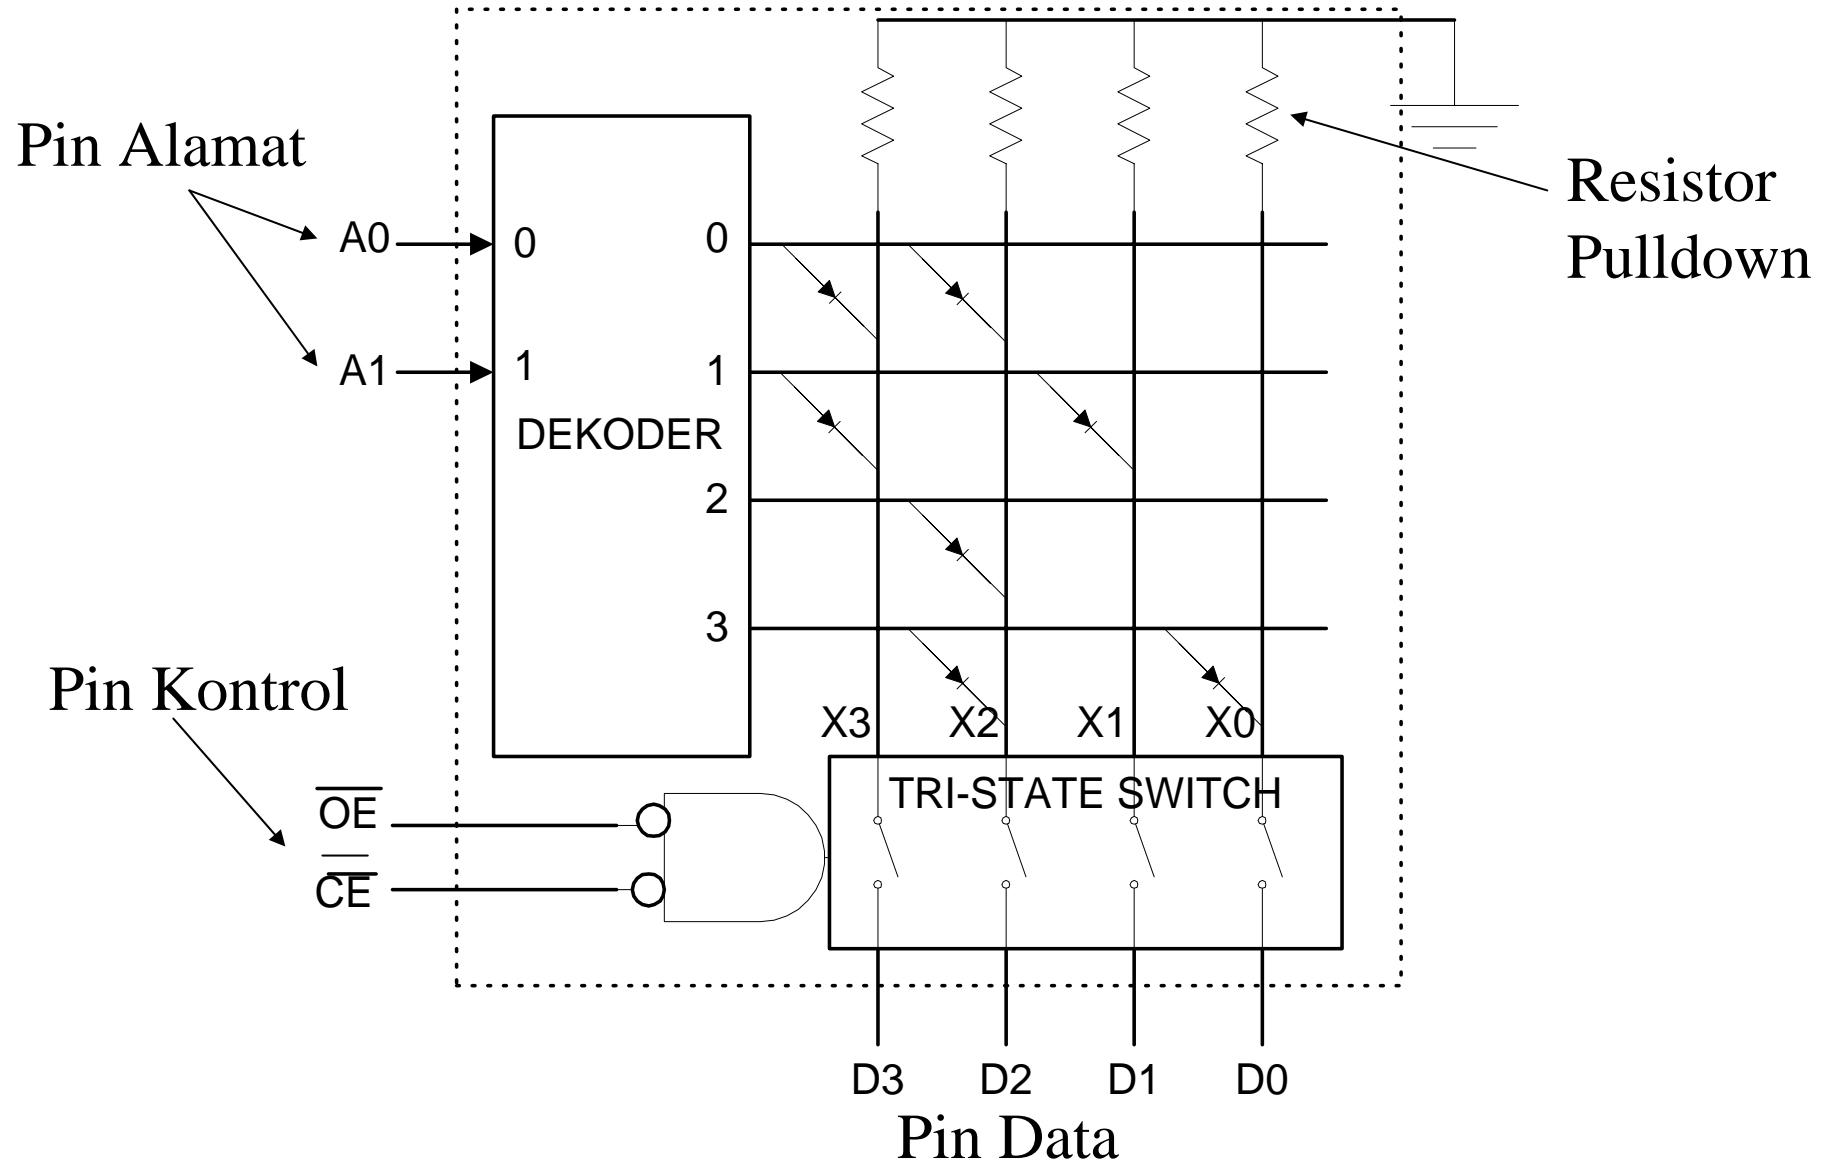 Pin Alamat
Resistor
Pulldown
A0
0
0
A1
1
1
DEKODER
2
3
Pin Kontrol
X3
X2
X1
X0
TRI-STATE SWITCH
OE
CE
D3
D2
D1
D0
Pin Data